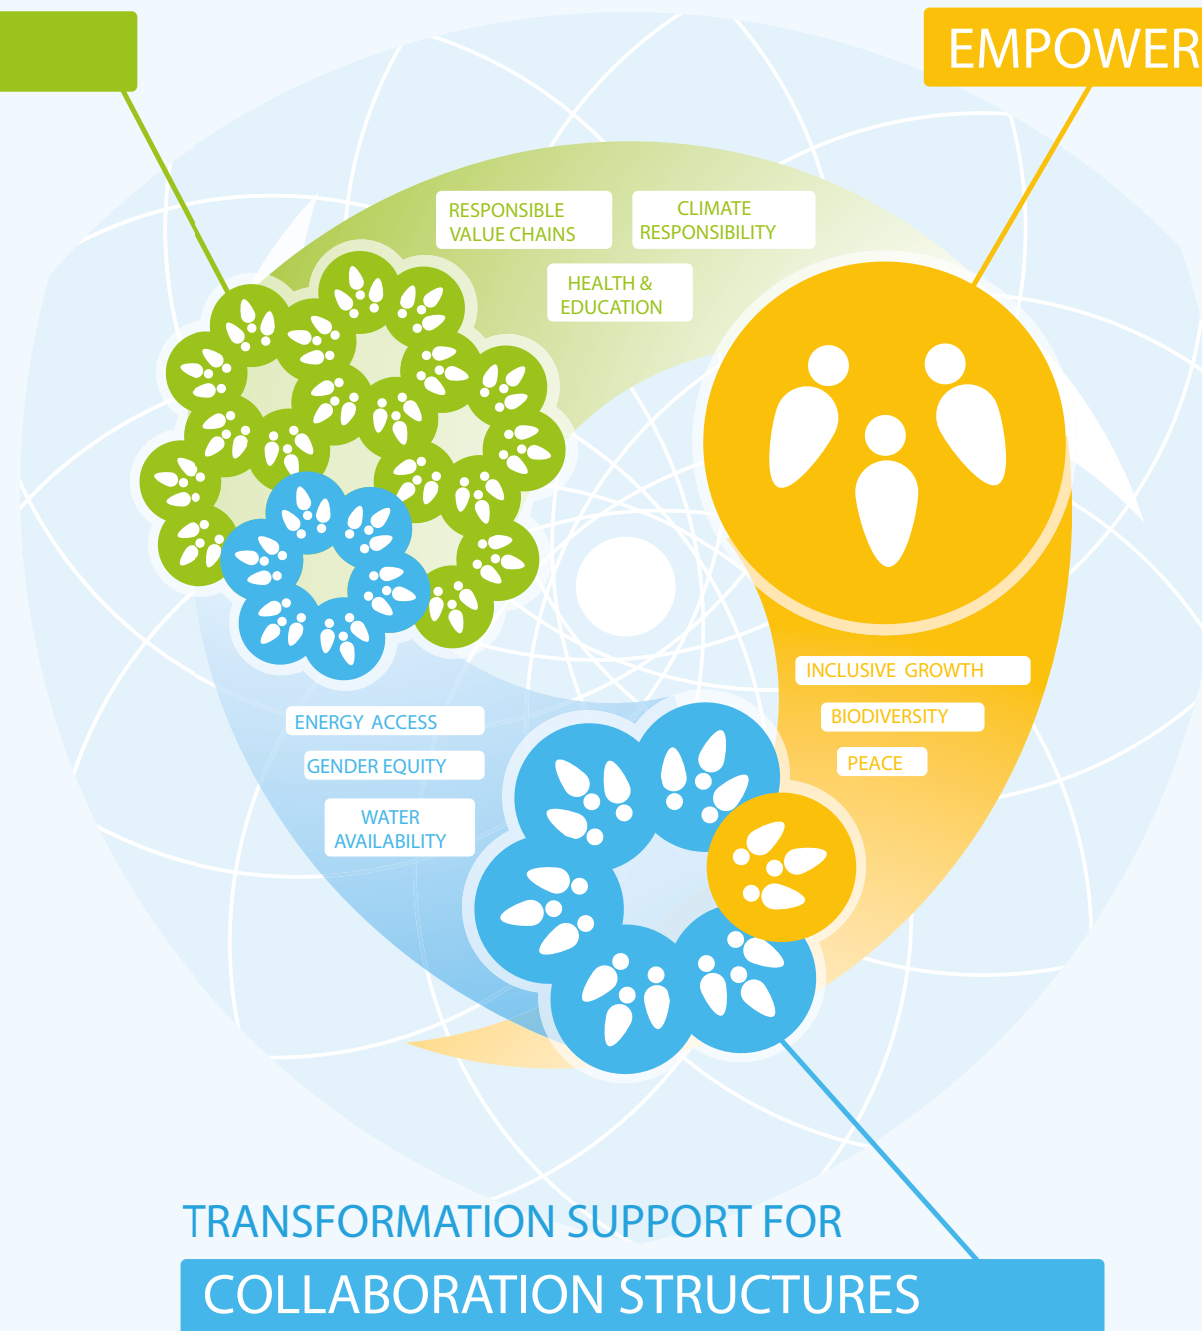 EMPOWER
RESPONSIBLE
VALUE CHAINS
CLIMATE
RESPONSIBILITY
HEALTH &
EDUCATION
INCLUSIVE GROWTH
BIODIVERSITY
PEACE
ENERGY ACCESS
GENDER EQUITY
WATER
AVAILABILITY
TRANSFORMATION SUPPORT FOR
COLLABORATION STRUCTURES